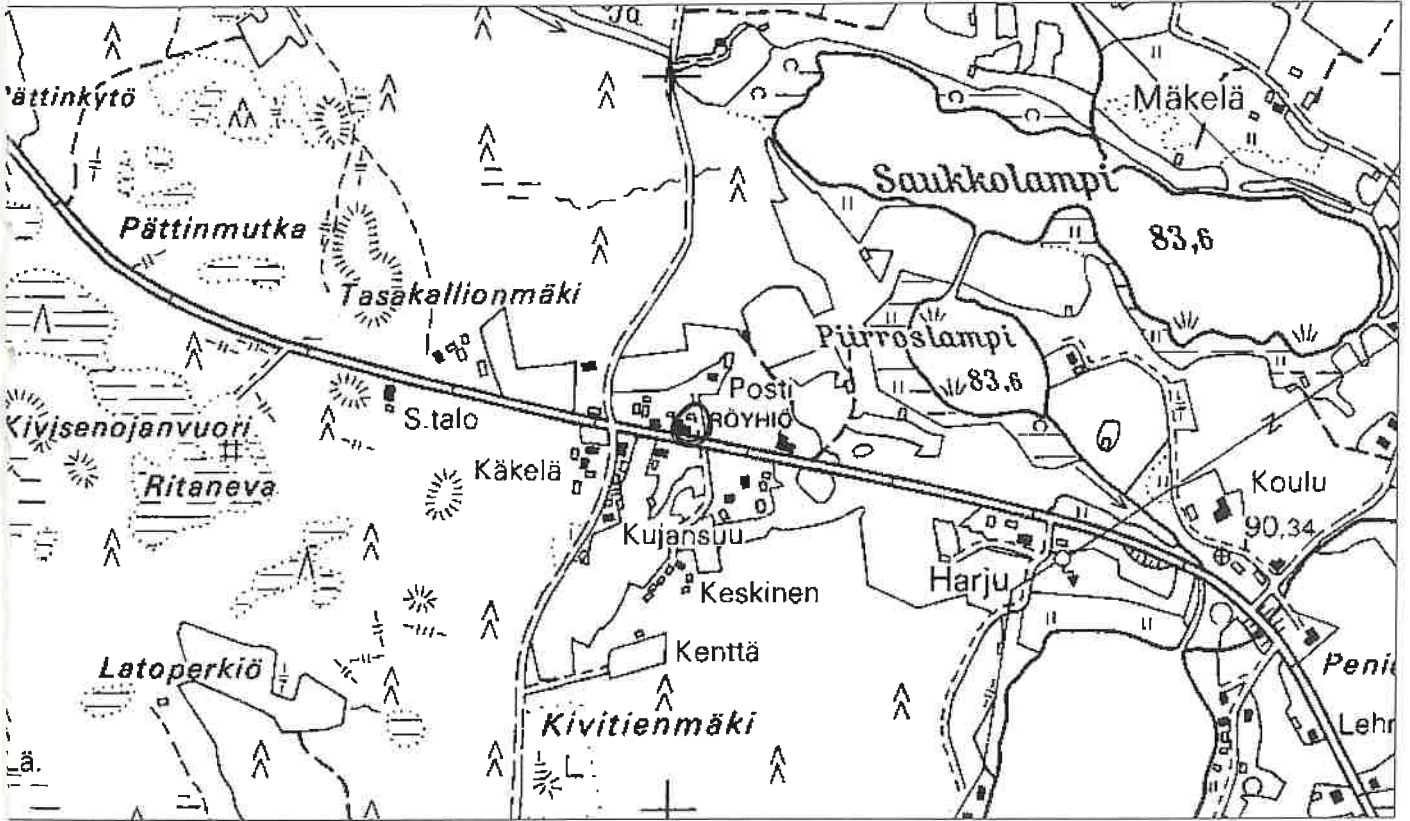 Ja.
Pättinkytö
Mäkelä
Saukkolampi
83,6
Pättinmutka
Tasakallionmäki
Piirroslampi
83,6
Posti
RÖYHIÖ
S.talo
Kivisenojanvuori
Käkelä
Ritaneva
Koulu
90,34
Kujansuu
Harju
Keskinen
Kenttä
Latoperkiö
Kivitienmäki
L.